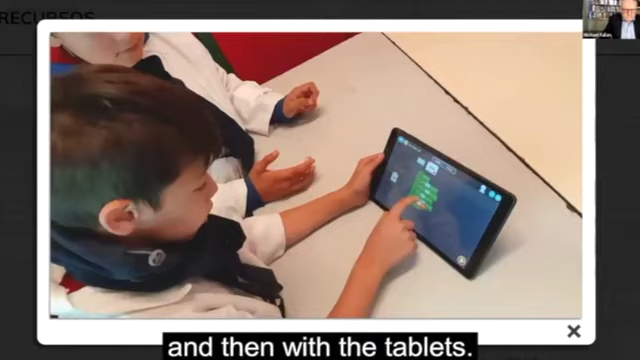 RECURSOS
Michael Fullan
and then with the tablets.